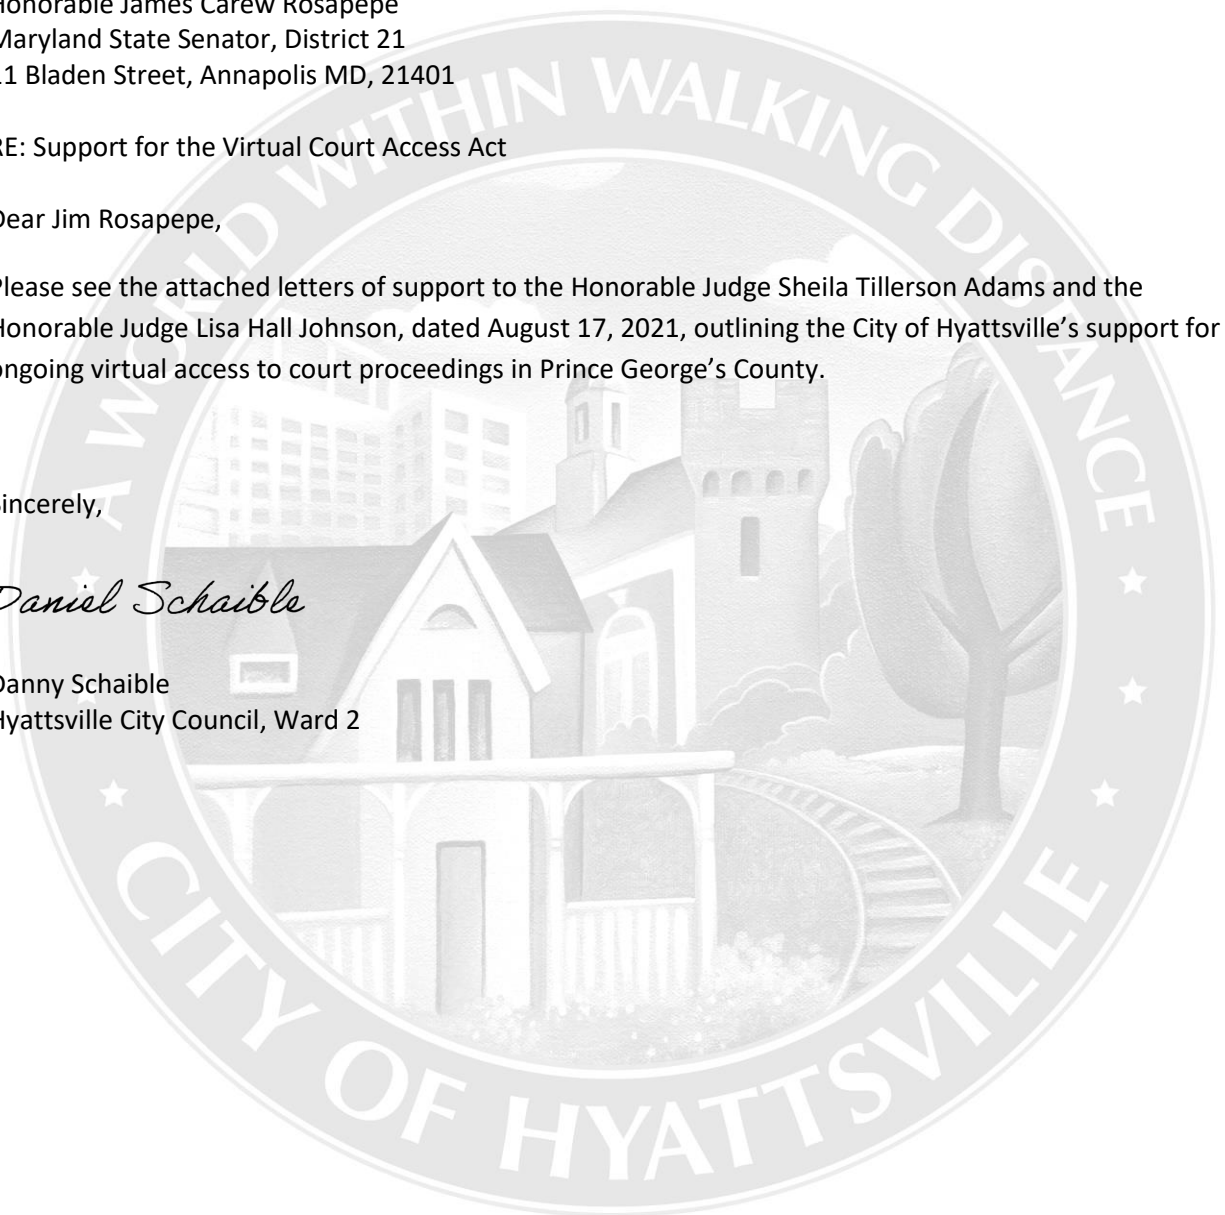 Honorable James Carew Rosapepe
Maryland State Senator, District 21
11 Bladen Street, Annapolis MD, 21401
RE: Support for the Virtual Court Access Act
Dear Jim Rosapepe,
Please see the attached letters of support to the Honorable Judge Sheila Tillerson Adams and the
Honorable Judge Lisa Hall Johnson, dated August 17, 2021, outlining the City of Hyattsville’s support for
ongoing virtual access to court proceedings in Prince George’s County.
Sincerely,
Daniel Schaible
Danny Schaible
Hyattsville City Council, Ward 2
A WORLD WITHIN WALKING DISTANCE
CITY OF HYATTSVILLE